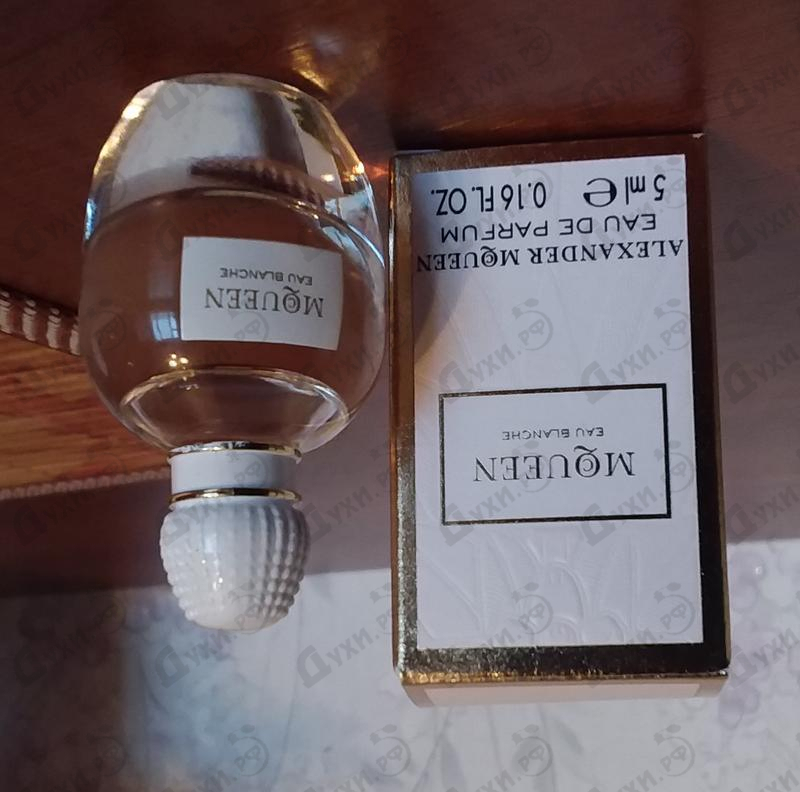 MCQUEEN
EAU BLANCHE
MCQUEEN
EAU BLANCHE
ALEXANDER MCQUEEN
EAU DE PARFUM
5 ml e 0.16 FL. OZ.
Духи.рф